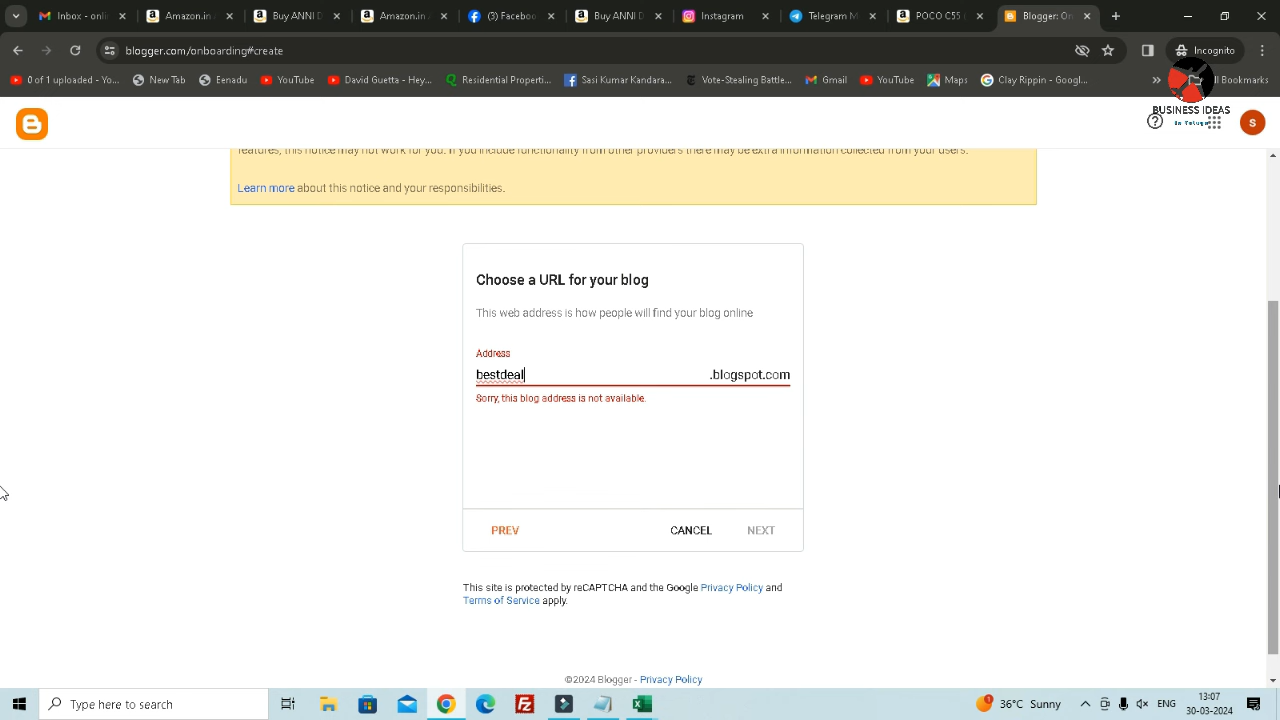 Inbox -
Amazon.in
Buy ANNI D
Amazon.in
(3) Faceboo
Buy ANNI D
Instagram
Telegram M
POCO C55
Blogger: Or
blogger.com/onboarding#create
Incognito
0 of 1 uploaded - Yo...
New Tab
Eenadu
YouTube
David Guetta - Hey...
Residential Properti...
Sasi Kumar Kandara...
Vote-Stealing Battle...
Gmail
YouTube
Maps
Clay Rippin - Googl...
ll Bookmarks
BUSINESS IDEAS
In Telugu
S
features, this notice may not work for you. If you include functionality from other providers there may be extra information collected from your users.
Learn more about this notice and your responsibilities.
Choose a URL for your blog
This web address is how people will find your blog online
Address
bestdeal .blogspot.com
Sorry, this blog address is not available.
PREV CANCEL NEXT
This site is protected by reCAPTCHA and the Google Privacy Policy and
Terms of Service apply.
©2024 Blogger - Privacy Policy
Type here to search
1
36°C Sunny
ENG
13:07
30-03-2024